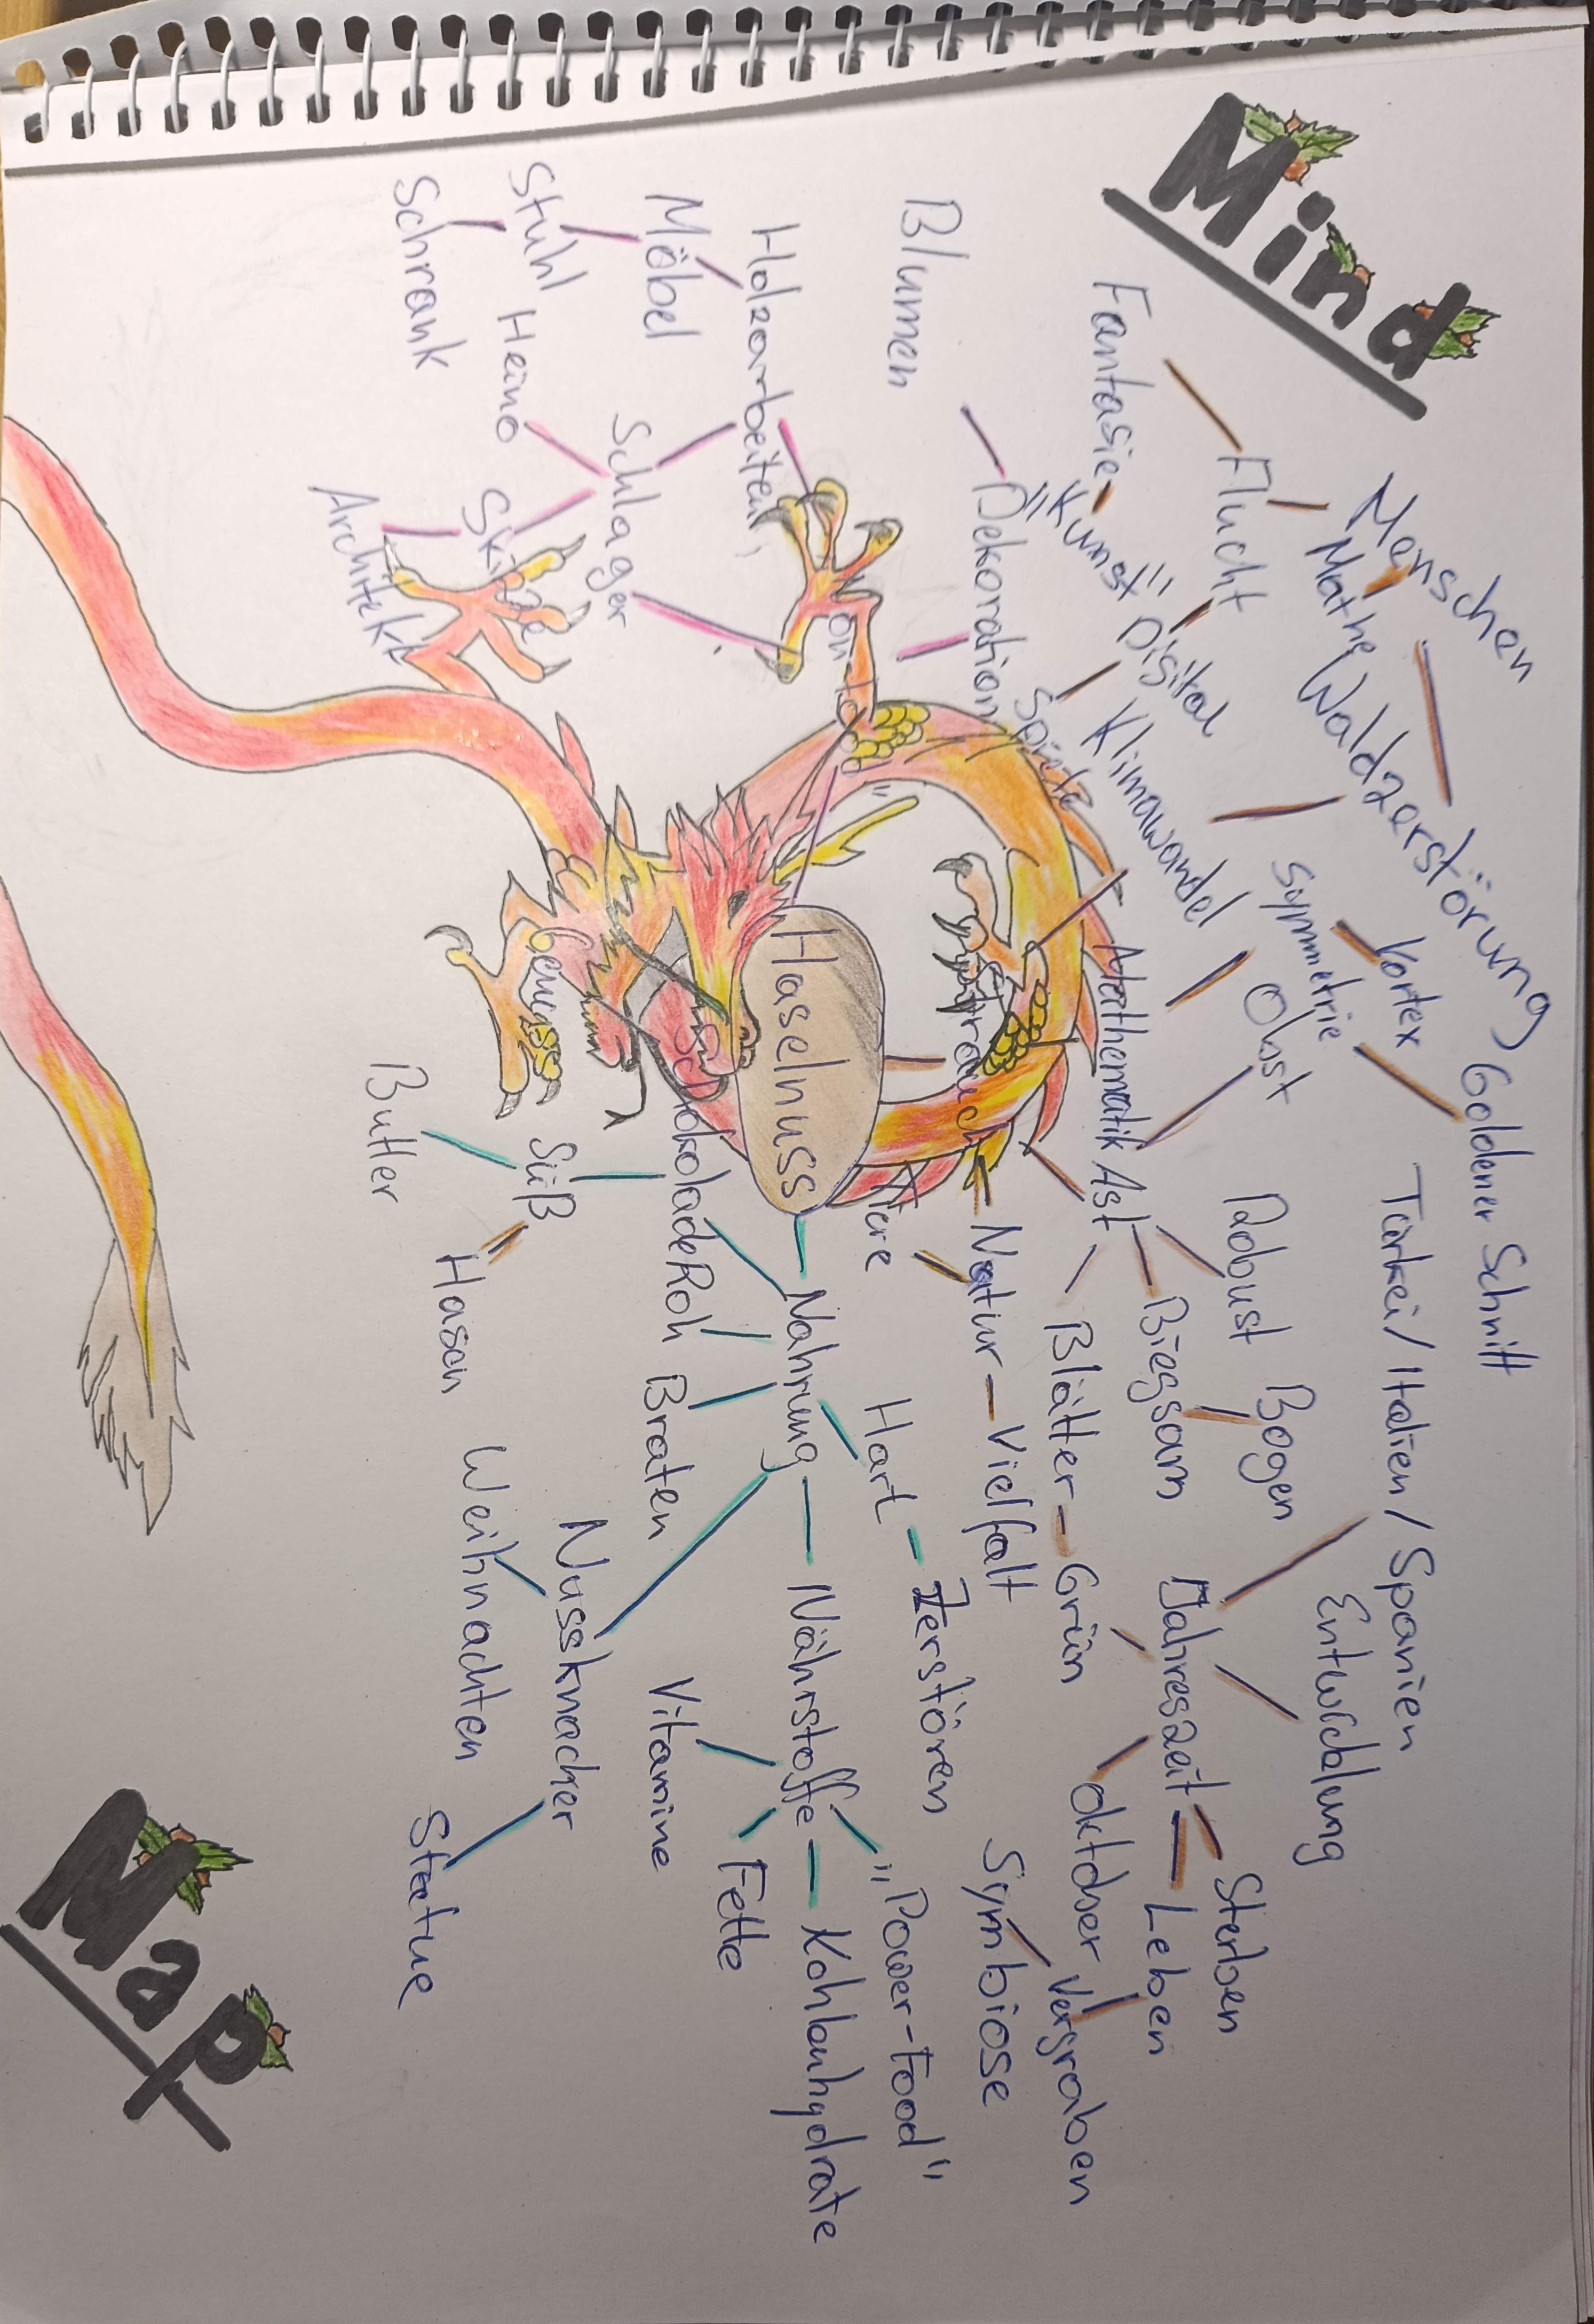 Mind
Map
Menschen
Waldzerstörung
Goldener Schnitt
Mathe
Vortex
Türkei / Italien / Spanien
Flucht
Symmetrie
Entwicklung
Digital
Klimawandel
Obst
Robust
Bogen
Sterben
Fantasie
"Kunst"
Biegsam
Jahreszeit
Leben
Spiele
Mathematik
Ast
Blätter
Grün
Oktober
Vergraben
Dekoration
Strauch
Natur
Vielfalt
Symbiose
Blumen
Tiere
Hart
Zerstören
"Power-Food"
Haselnuss
Nahrung
Nährstoffe
Kohlenhydrate
Holzarbeiten
Fette
Möbel
Schokolade
Roh
Braten
Vitamine
Schlager
Stuhl
Heino
Skizze
Gemüse
Süß
Nussknacker
Schrank
Hasen
Weihnachten
Statue
Architekt
Butter